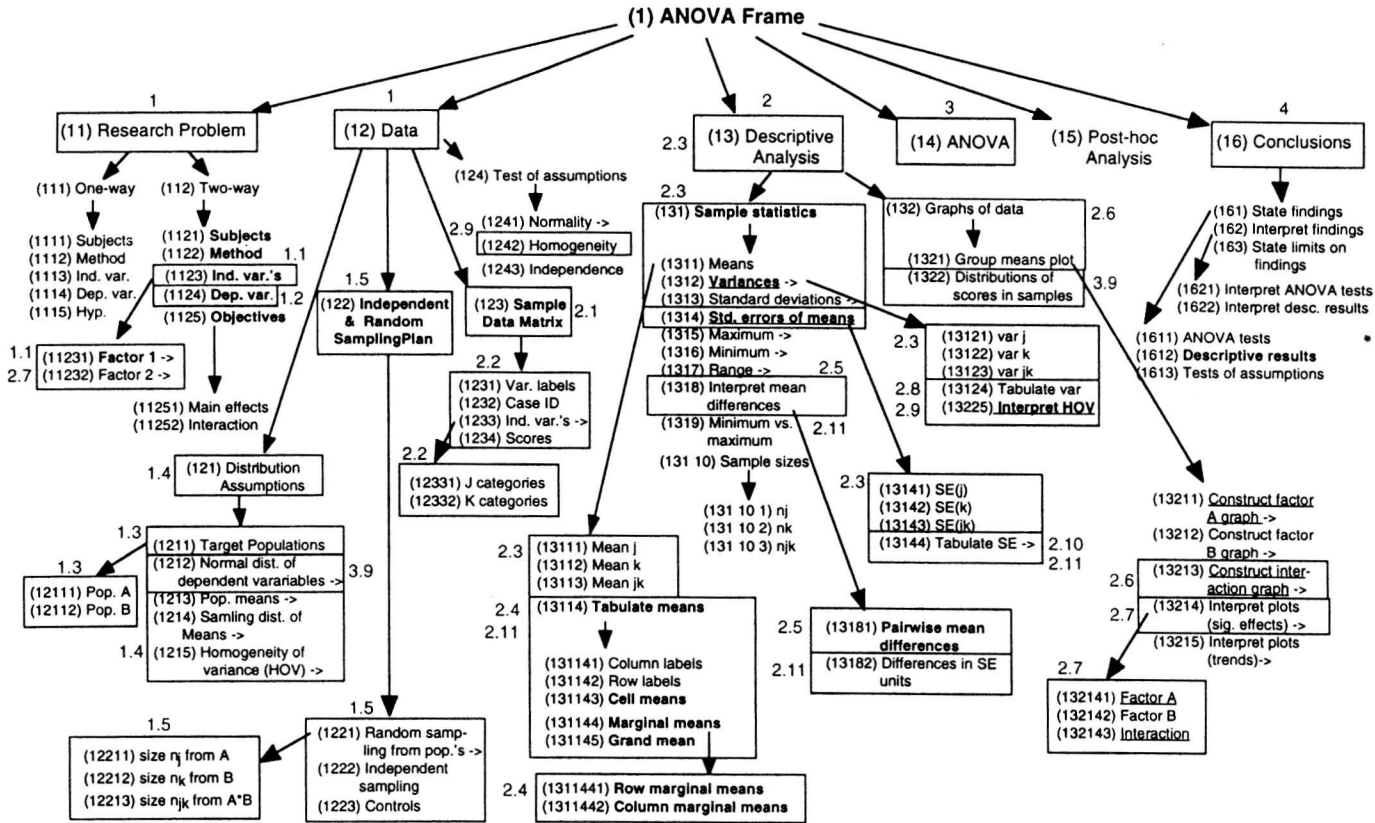 (1) ANOVA Frame
1
(11) Research Problem
1
(12) Data
2
2.3
(13) Descriptive
Analysis
3
(14) ANOVA
(15) Post-hoc
Analysis
4
(16) Conclusions
(111) One-way
(112) Two-way
(1111) Subjects
(1112) Method
(1113) Ind. var.
(1114) Dep. var.
(1115) Hyp.
(1121) Subjects
(1122) Method
1.1
(1123) Ind. var.'s
(1124) Dep. var.
1.2
(1125) Objectives
1.1
2.7
(11231) Factor 1 ->
(11232) Factor 2 ->
(11251) Main effects
(11252) Interaction
1.4
(121) Distribution
Assumptions
1.3
(1211) Target Populations
(1212) Normal dist. of
dependent varariables ->
3.9
(1213) Pop. means ->
(1214) Samling dist. of
Means ->
1.4
(1215) Homogeneity of
variance (HOV) ->
1.3
(12111) Pop. A
(12112) Pop. B
1.5
(122) Independent
& Random
SamplingPlan
1.5
(1221) Random samp-
ling from pop.'s ->
(1222) Independent
sampling
(1223) Controls
1.5
(12211) size nj from A
(12212) size nk from B
(12213) size njk from A*B
(124) Test of assumptions
2.9
(1241) Normality ->
(1242) Homogeneity
(1243) Independence
(123) Sample
Data Matrix
2.1
2.2
(1231) Var. labels
(1232) Case ID
(1233) Ind. var.'s ->
(1234) Scores
2.2
(12331) J categories
(12332) K categories
2.3
(131) Sample statistics
(1311) Means
(1312) Variances ->
(1313) Standard deviations ->
(1314) Std. errors of means
(1315) Maximum ->
(1316) Minimum ->
(1317) Range ->
2.5
(1318) Interpret mean
differences
(1319) Minimum vs.
maximum
2.11
(131 10) Sample sizes
(131 10 1) nj
(131 10 2) nk
(131 10 3) njk
2.3
(13111) Mean j
(13112) Mean k
(13113) Mean jk
2.4
2.11
(13114) Tabulate means
(131141) Column labels
(131142) Row labels
(131143) Cell means
(131144) Marginal means
(131145) Grand mean
2.4
(1311441) Row marginal means
(1311442) Column marginal means
(132) Graphs of data
2.6
(1321) Group means plot
(1322) Distributions of
scores in samples
3.9
2.3
(13121) var j
(13122) var k
(13123) var jk
2.8
(13124) Tabulate var
2.9
(13225) Interpret HOV
2.3
(13141) SE(j)
(13142) SE(k)
(13143) SE(jk)
(13144) Tabulate SE ->
2.10
2.11
2.5
(13181) Pairwise mean
differences
2.11
(13182) Differences in SE
units
(161) State findings
(162) Interpret findings
(163) State limits on
findings
(1621) Interpret ANOVA tests
(1622) Interpret desc. results
(1611) ANOVA tests
(1612) Descriptive results
(1613) Tests of assumptions
(13211) Construct factor
A graph ->
(13212) Construct factor
B graph ->
2.6
(13213) Construct inter-
action graph ->
2.7
(13214) Interpret plots
(sig. effects) ->
(13215) Interpret plots
(trends)->
2.7
(132141) Factor A
(132142) Factor B
(132143) Interaction